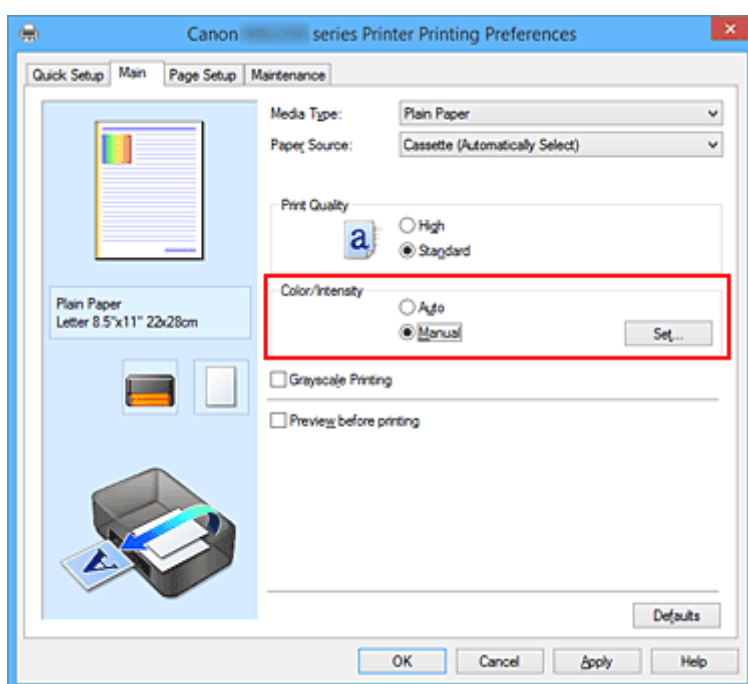 Canon series Printer Printing Preferences
Quick Setup Main Page Setup Maintenance
Media Type: Plain Paper
Paper Source: Cassette (Automatically Select)
Print Quality
High
a
Standard
Color/Intensity
Auto
Manual Set...
Plain Paper
Letter 8.5"x11" 22x28cm
Grayscale Printing
Preview before printing
A
Defaults
OK Cancel Apply Help